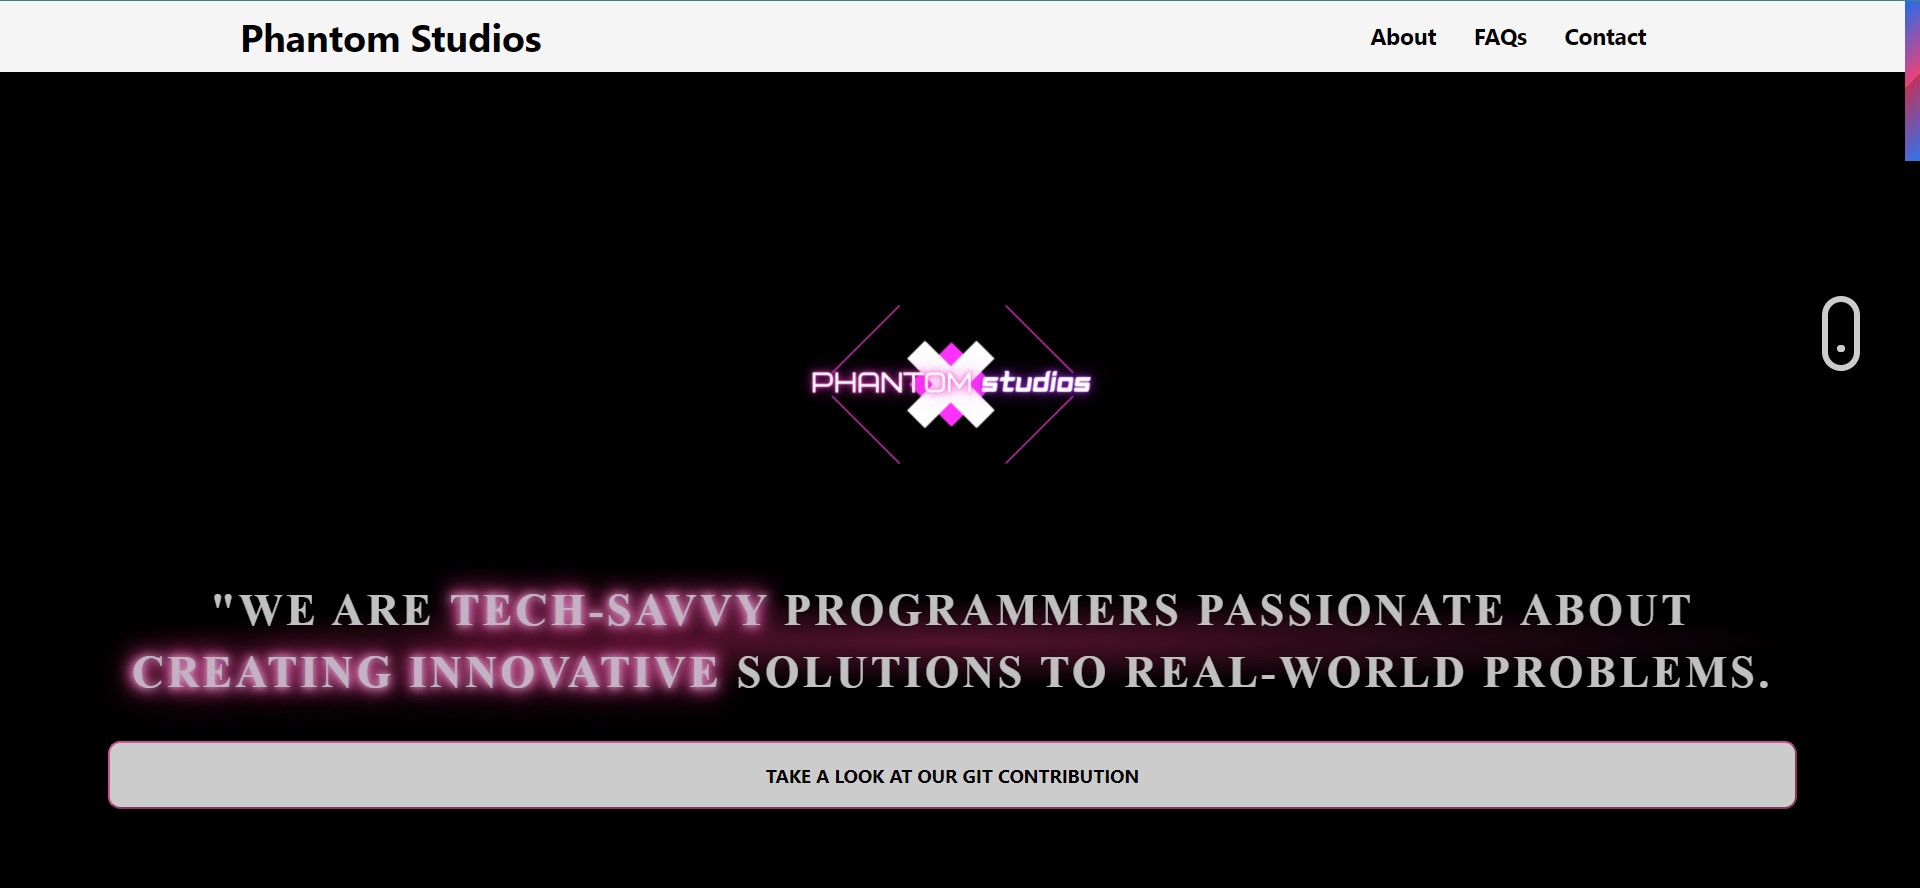 Phantom Studios
About FAQs Contact
PHANTOM studios
"WE ARE TECH-SAVVY PROGRAMMERS PASSIONATE ABOUT
CREATING INNOVATIVE SOLUTIONS TO REAL-WORLD PROBLEMS.
TAKE A LOOK AT OUR GIT CONTRIBUTION